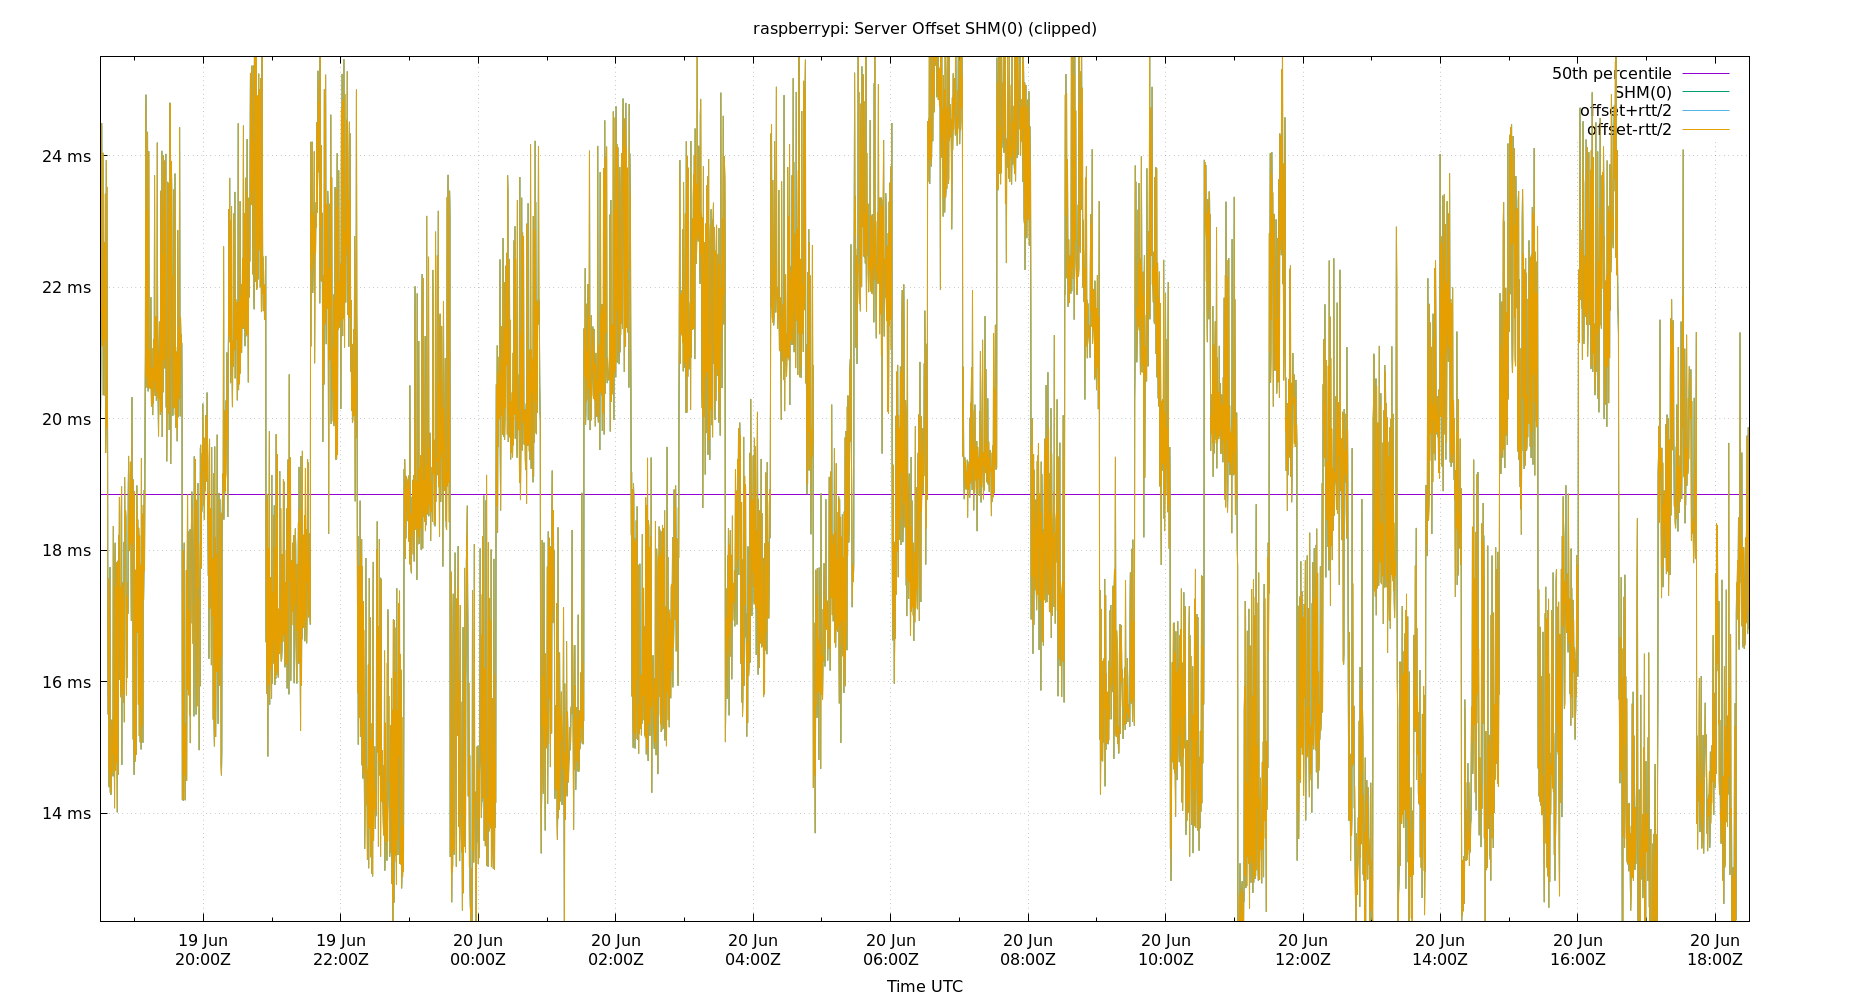 raspberrypi: Server Offset SHM(0) (clipped)
50th percentile
SHM(0)
offset+rtt/2
offset-rtt/2
24 ms
22 ms
20 ms
18 ms
16 ms
14 ms
19 Jun 19 Jun 20 Jun 20 Jun 20 Jun 20 Jun 20 Jun 20 Jun 20 Jun 20 Jun 20 Jun 20 Jun
20:00Z 22:00Z 00:00Z 02:00Z 04:00Z 06:00Z 08:00Z 10:00Z 12:00Z 14:00Z 16:00Z 18:00Z
Time UTC